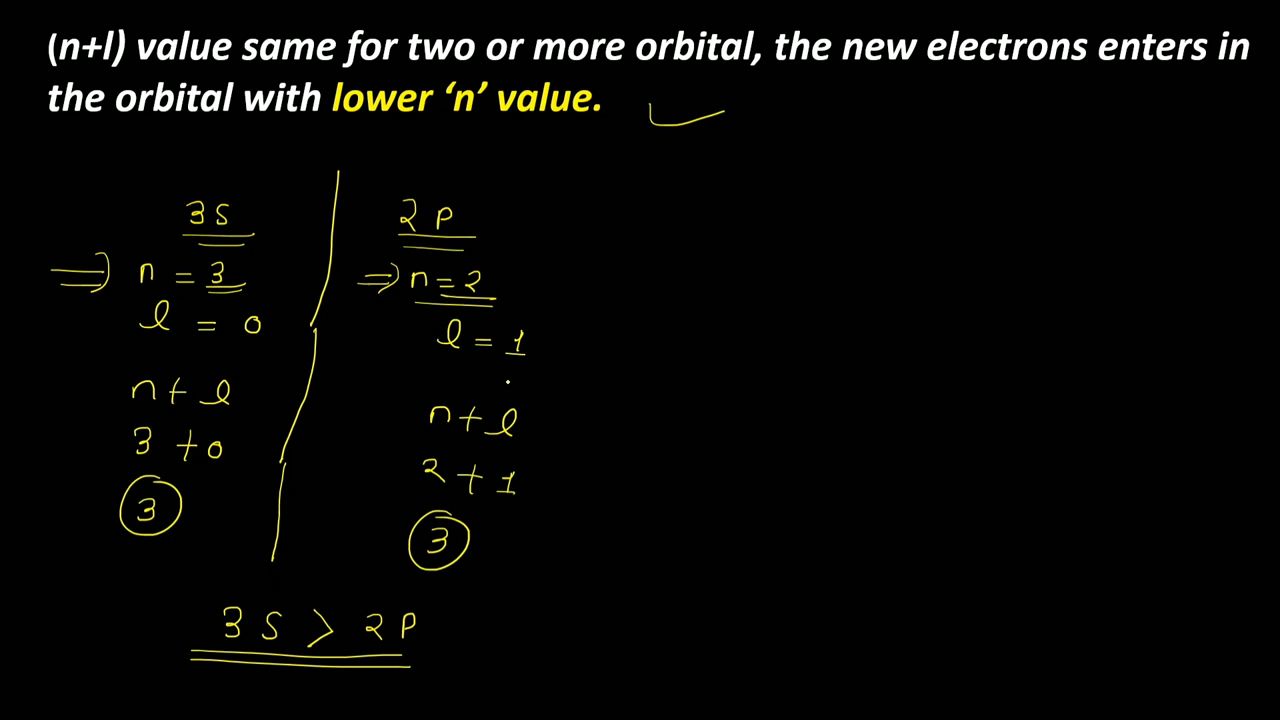 (n+l) value same for two or more orbital, the new electrons enters in
the orbital with lower ‘n’ value.
3S
n = 3
l = 0
n + l
3 + 0
3
2P
n = 2
l = 1
n + l
2 + 1
3
3S > 2P